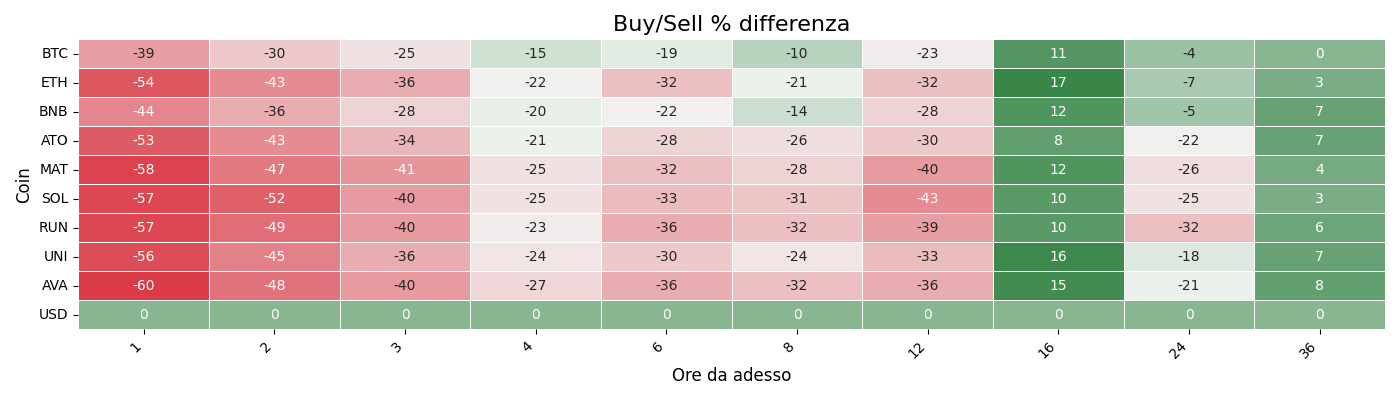 Buy/Sell % differenza
Coin
BTC -39 -30 -25 -15 -19 -10 -23 11 -4 0
ETH -54 -43 -36 -22 -32 -21 -32 17 -7 3
BNB -44 -36 -28 -20 -22 -14 -28 12 -5 7
ATO -53 -43 -34 -21 -28 -26 -30 8 -22 7
MAT -58 -47 -41 -25 -32 -28 -40 12 -26 4
SOL -57 -52 -40 -25 -33 -31 -43 10 -25 3
RUN -57 -49 -40 -23 -36 -32 -39 10 -32 6
UNI -56 -45 -36 -24 -30 -24 -33 16 -18 7
AVA -60 -48 -40 -27 -36 -32 -36 15 -21 8
USD 0 0 0 0 0 0 0 0 0 0
1 2 3 4 6 8 12 16 24 36
Ore da adesso